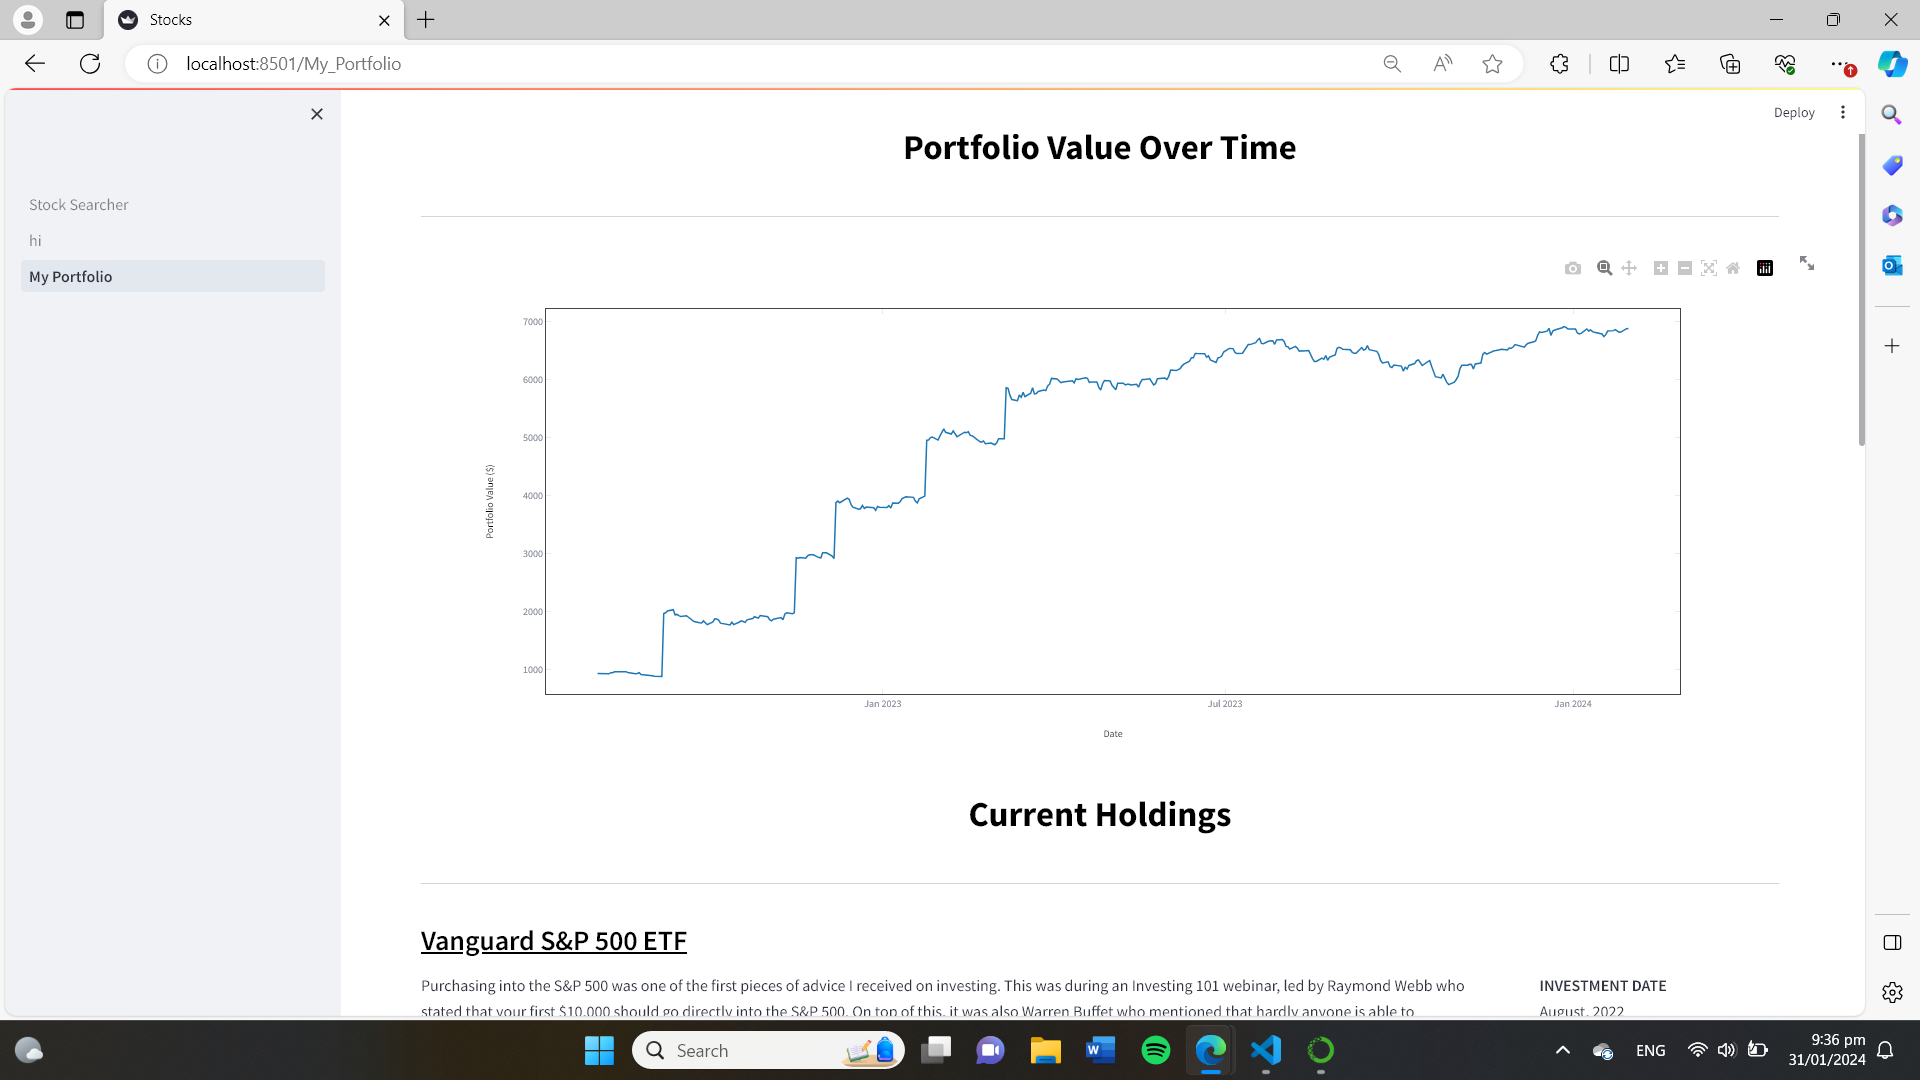 Stocks
localhost:8501/My_Portfolio
Deploy
Stock Searcher
hi
My Portfolio
Portfolio Value Over Time
7000
6000
5000
4000
3000
2000
1000
Portfolio Value ($)
Jan 2023
Jul 2023
Jan 2024
Date
Current Holdings
Vanguard S&P 500 ETF
Purchasing into the S&P 500 was one of the first pieces of advice I received on investing. This was during an Investing 101 webinar, led by Raymond Webb who
stated that your first $10,000 should go directly into the S&P 500. On top of this, it was also Warren Buffet who mentioned that hardly anyone is able to
INVESTMENT DATE
August, 2022
Search
ENG
9:36 pm
31/01/2024